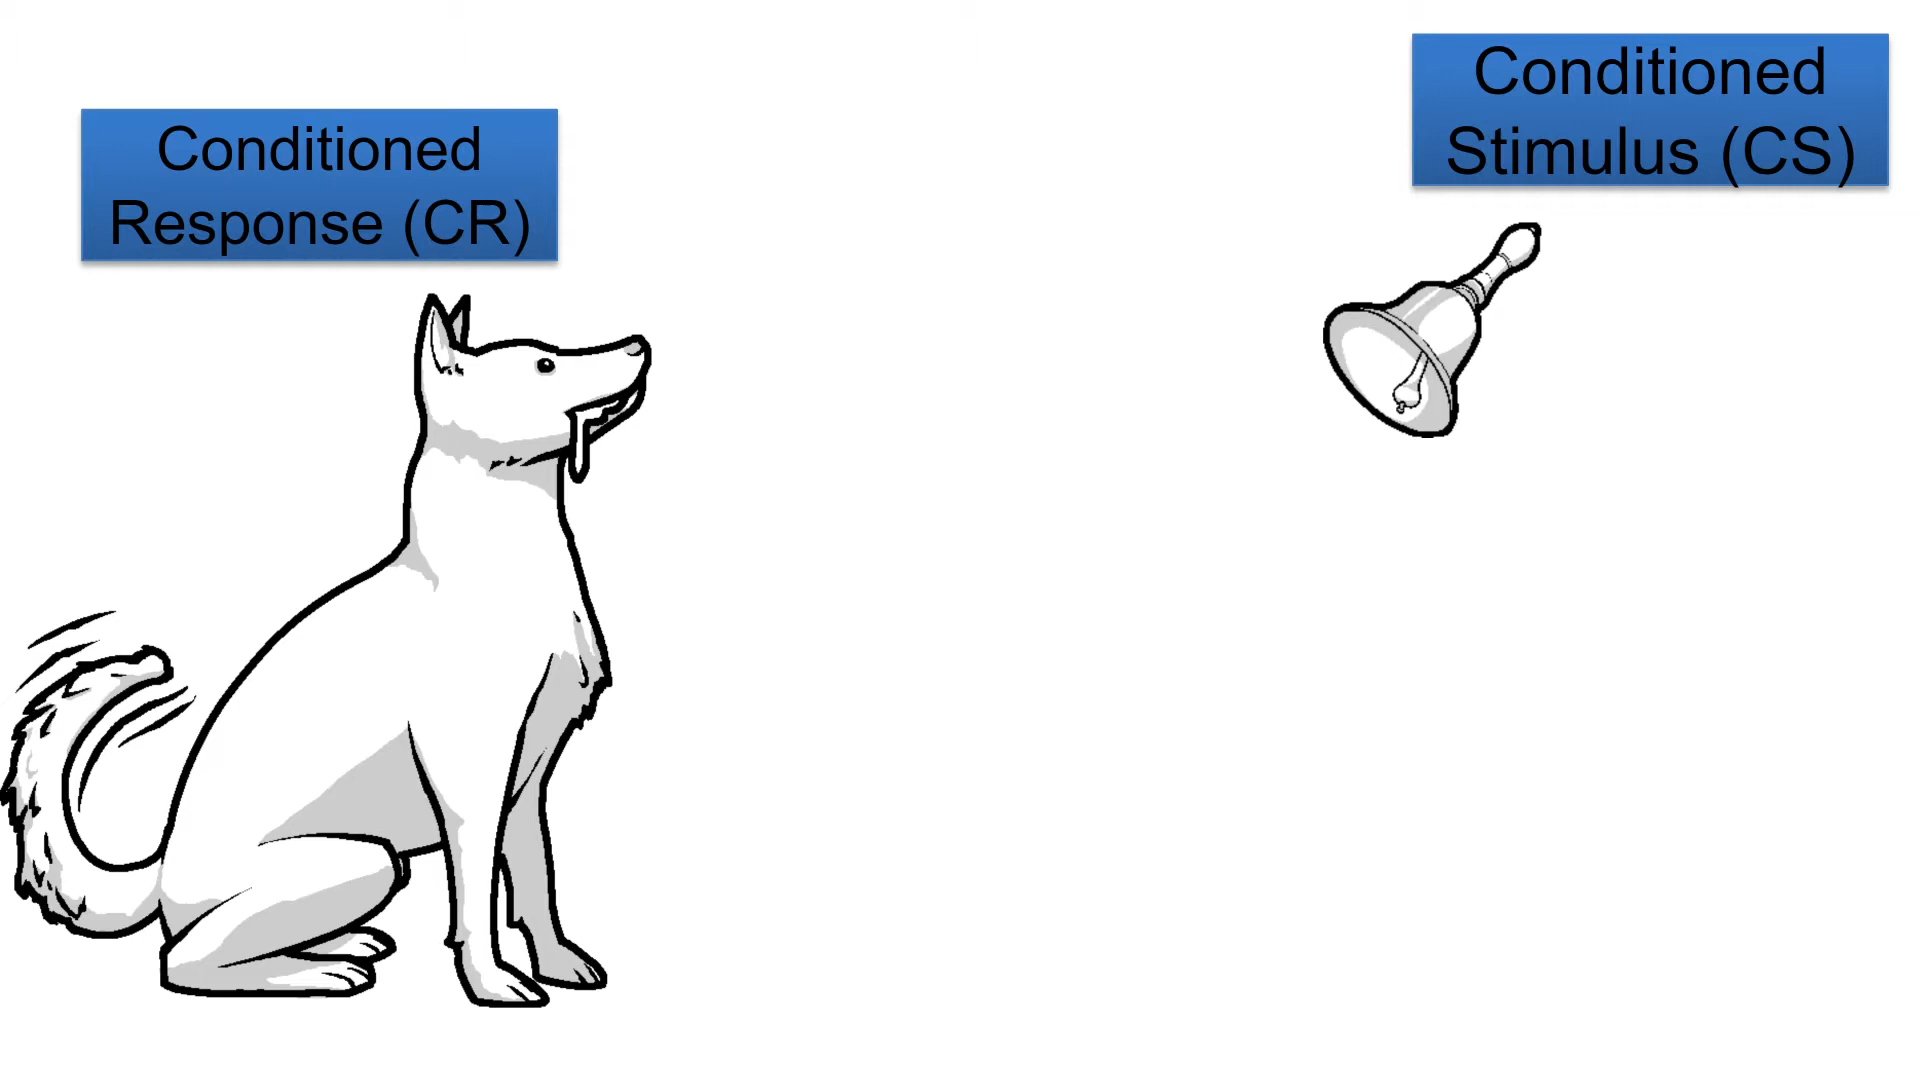 Conditioned
Response (CR)
Conditioned
Stimulus (CS)